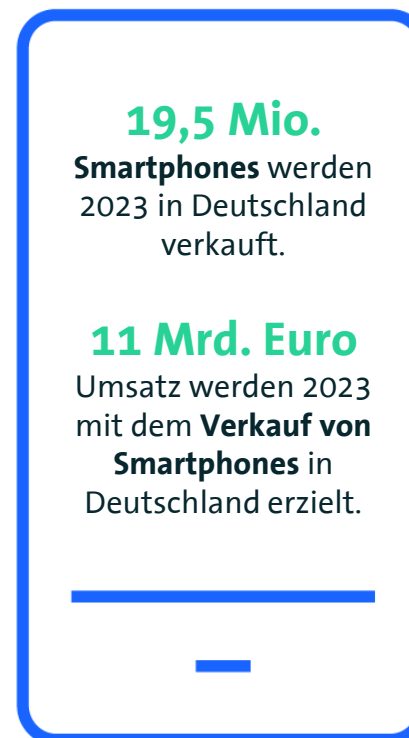 19,5 Mio.
Smartphones werden
2023 in Deutschland
verkauft.
11 Mrd. Euro
Umsatz werden 2023
mit dem Verkauf von
Smartphones in
Deutschland erzielt.